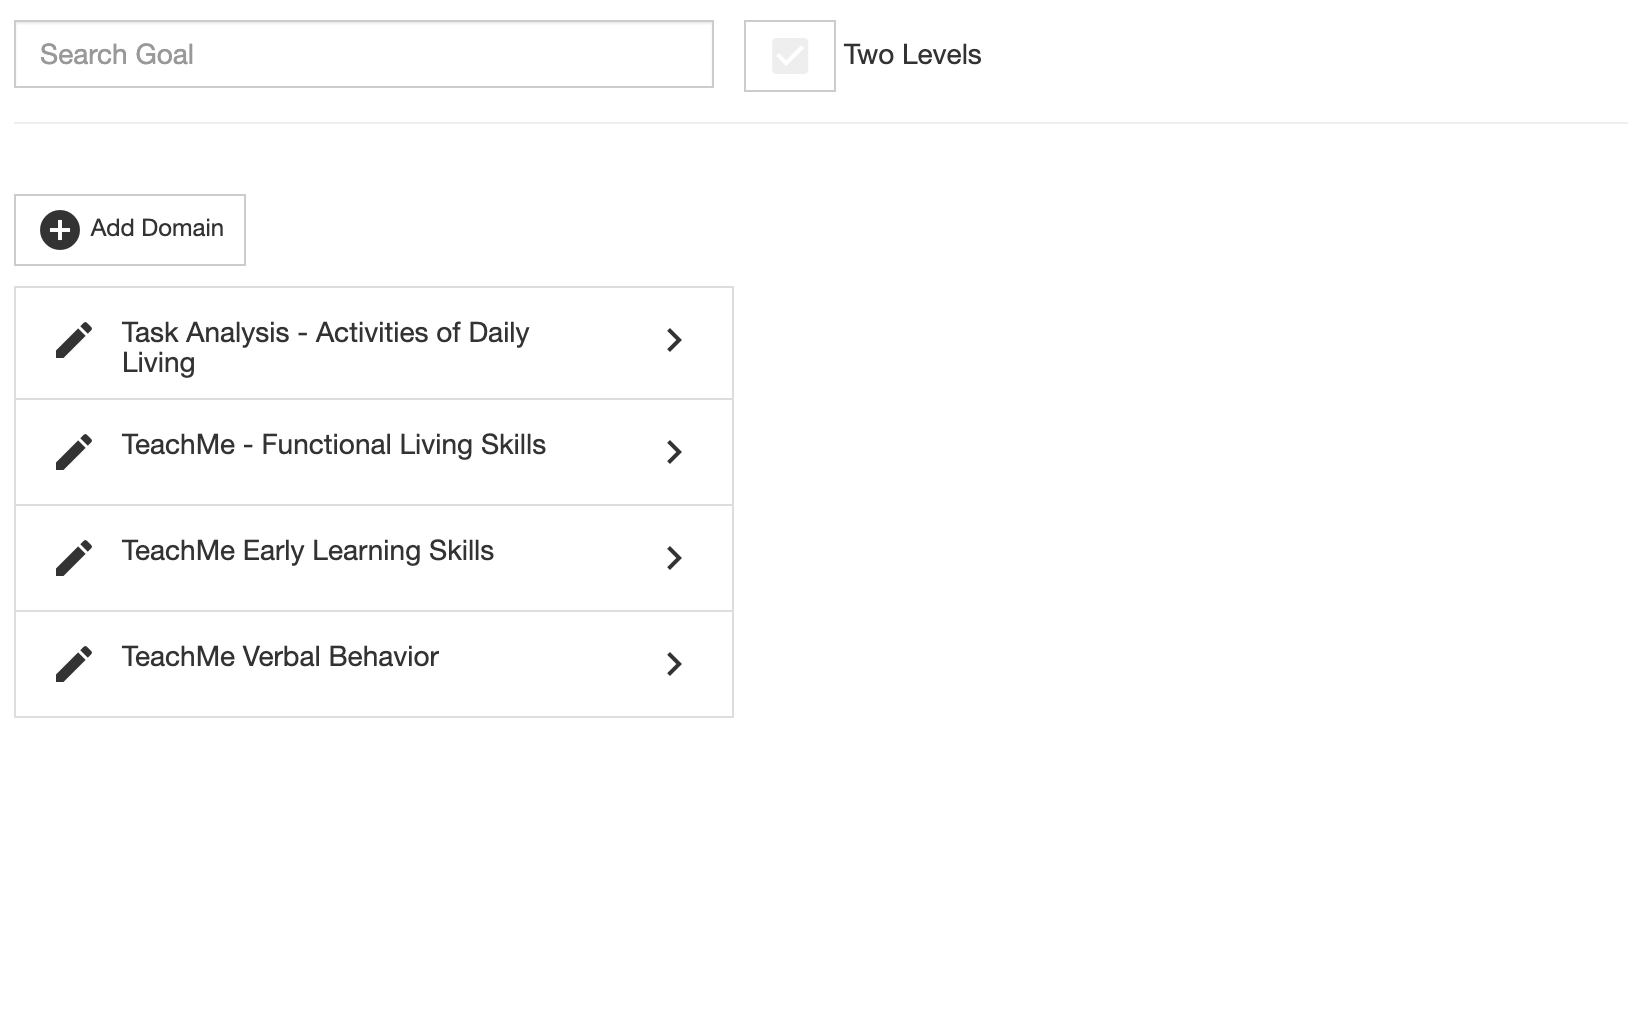 Search Goal
Two Levels
Add Domain
Task Analysis - Activities of Daily
Living
TeachMe - Functional Living Skills
TeachMe Early Learning Skills
TeachMe Verbal Behavior